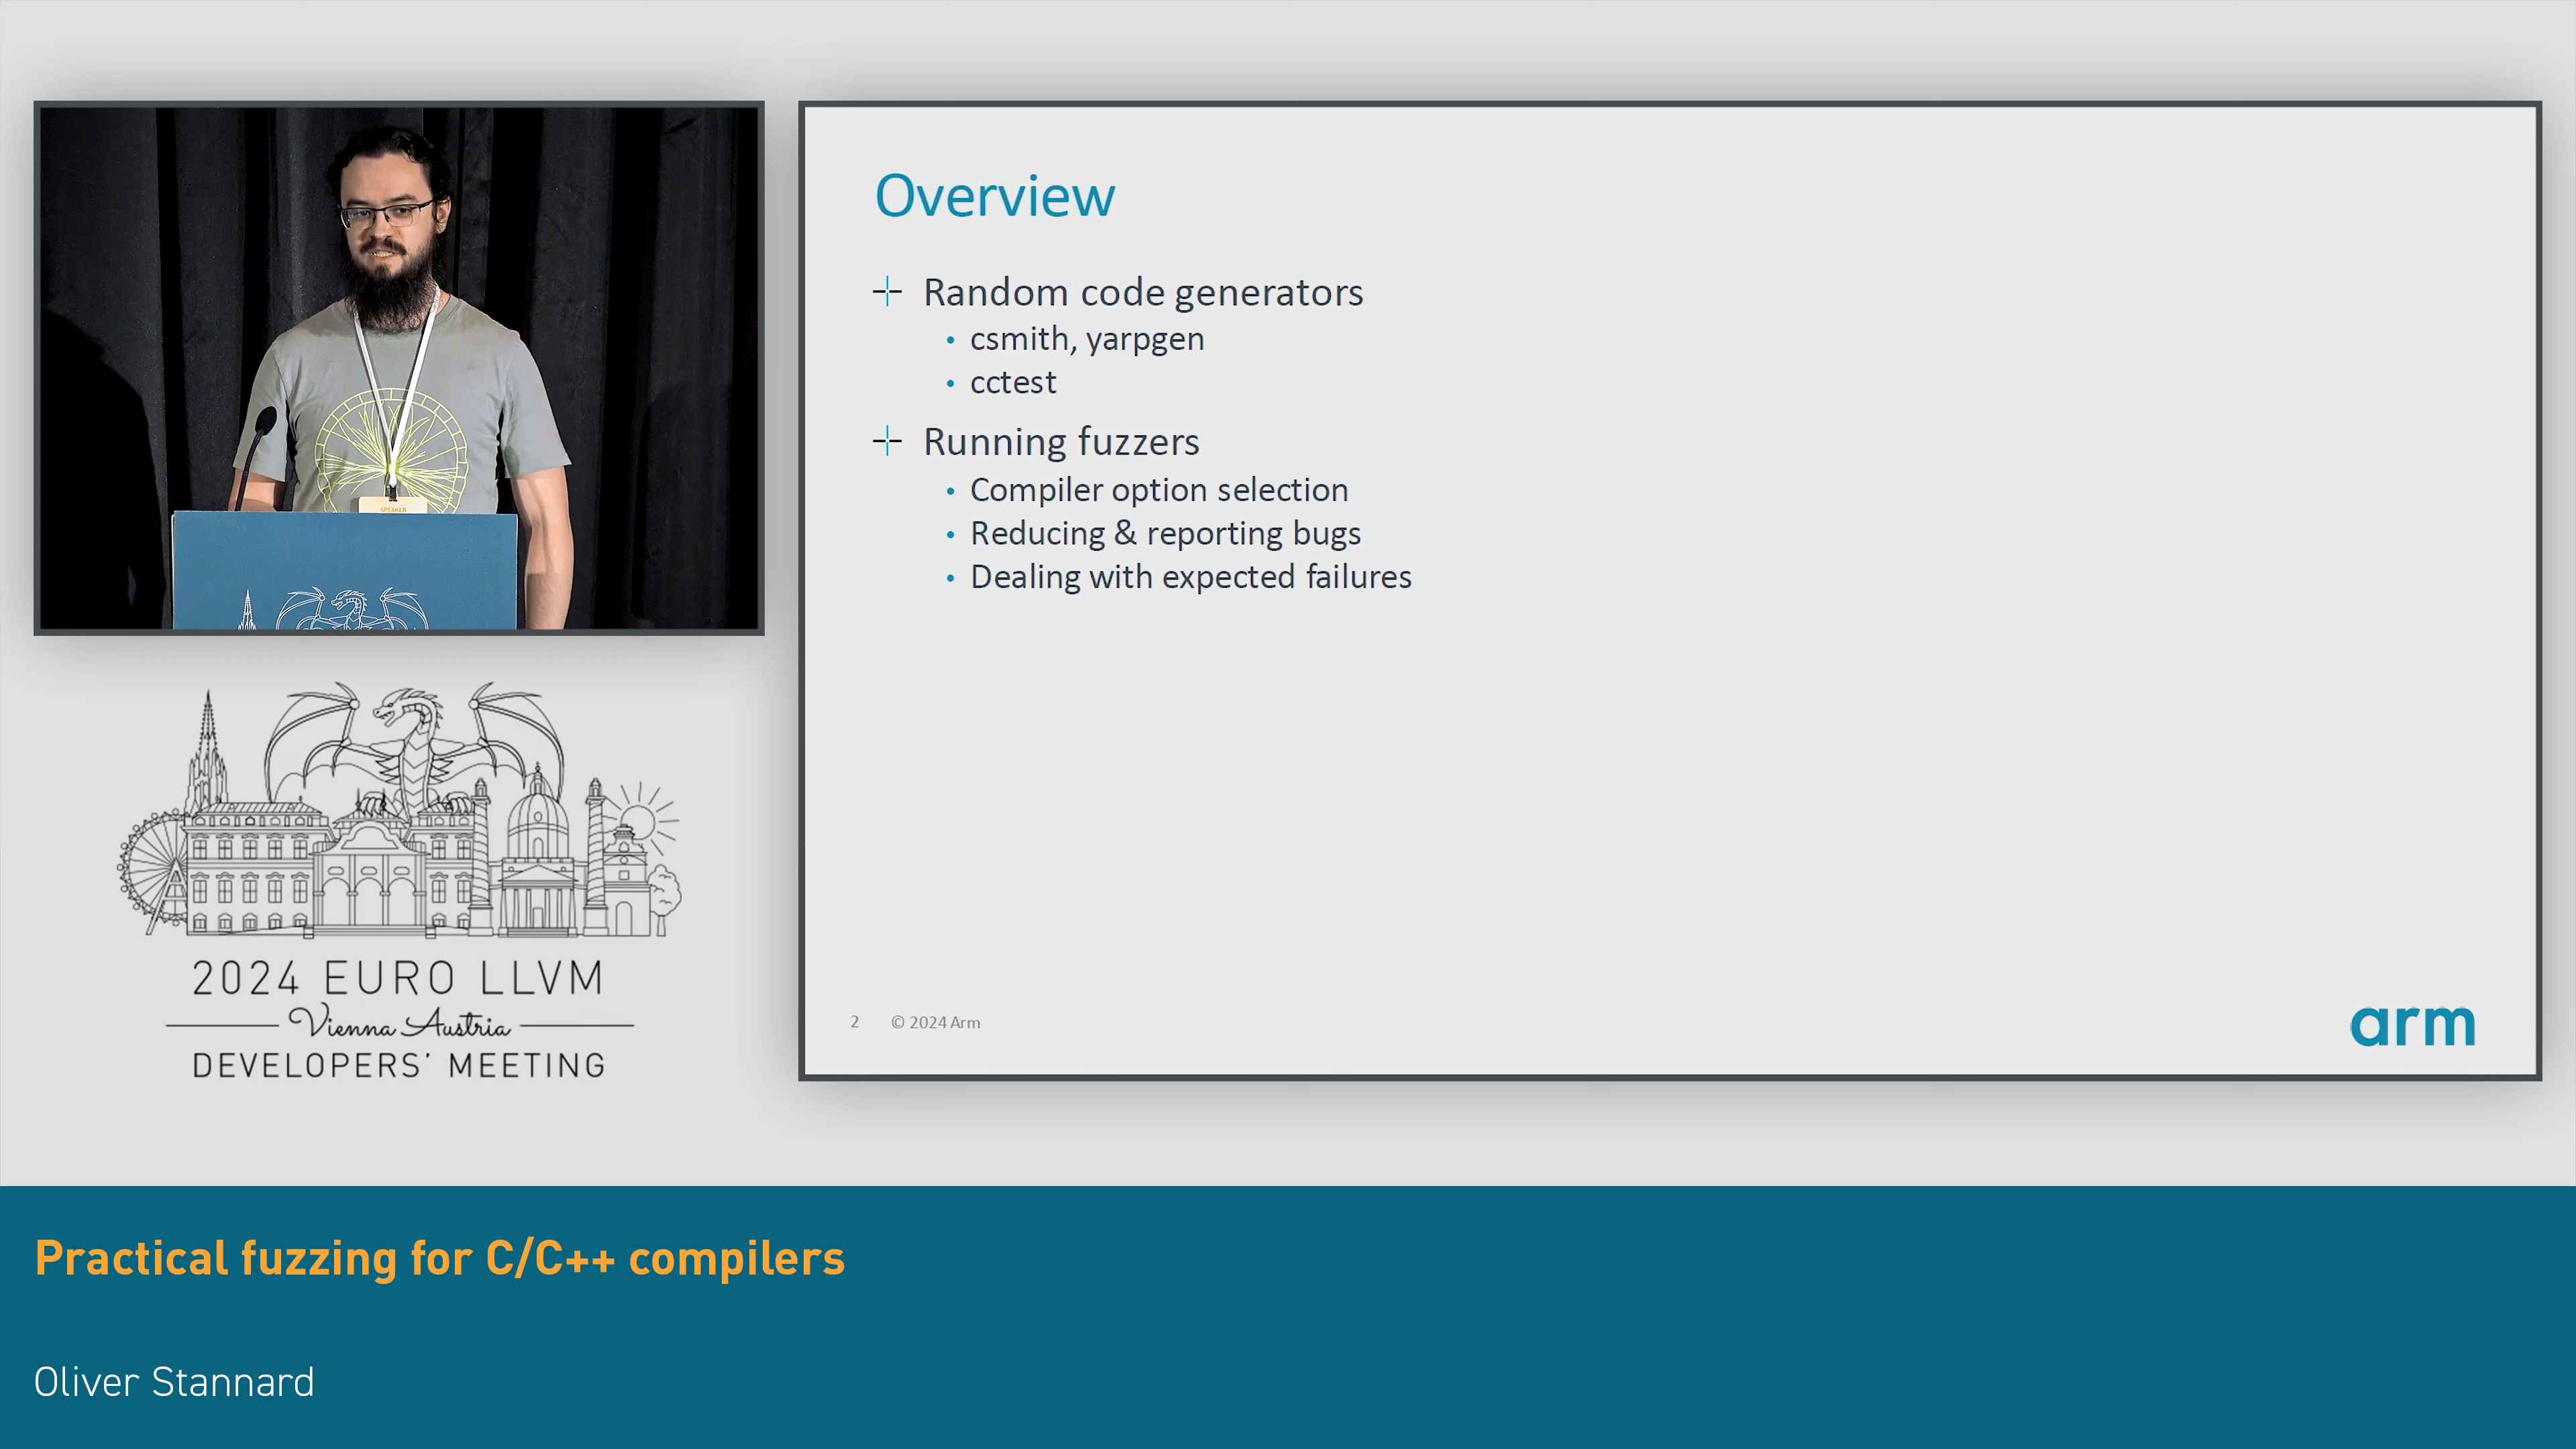 Overview
Random code generators
• csmith, yarpgen
• cctest
Running fuzzers
• Compiler option selection
• Reducing & reporting bugs
• Dealing with expected failures
2 © 2024 Arm
arm
SPEAKER
2024 EURO LLVM
Vienna Austria
DEVELOPERS' MEETING
Practical fuzzing for C/C++ compilers
Oliver Stannard